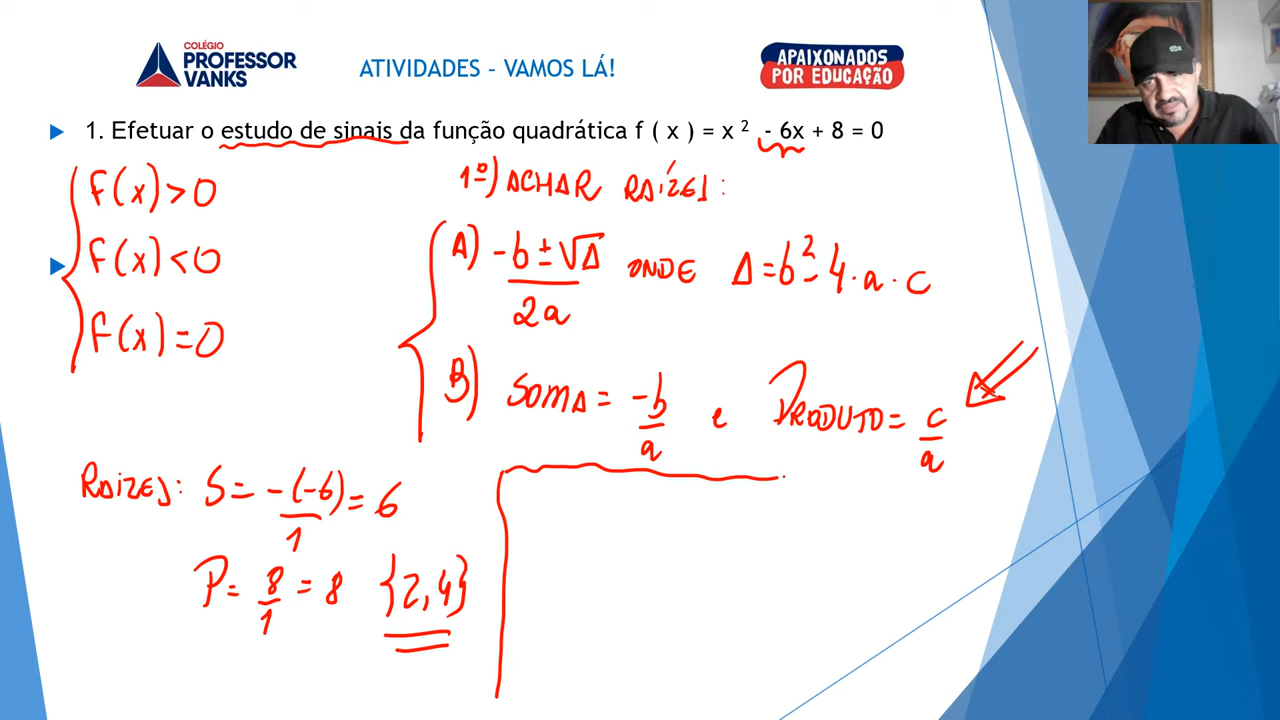 COLÉGIO
PROFESSOR
VANKS
ATIVIDADES – VAMOS LÁ!
APAIXONADOS
POR EDUCAÇÃO
1. Efetuar o estudo de sinais da função quadrática f ( x ) = x ² - 6x + 8 = 0
f(x) > 0
f(x) < 0
f(x) = 0
1º) ACHAR RAÍZES:
A) -b ± √Δ / 2a ONDE Δ = b² - 4 · a · c
B) SOMA = -b / a e PRODUTO = c / a
RAIZES: S = -(-6) / 1 = 6
P = 8 / 1 = 8 {2,4}